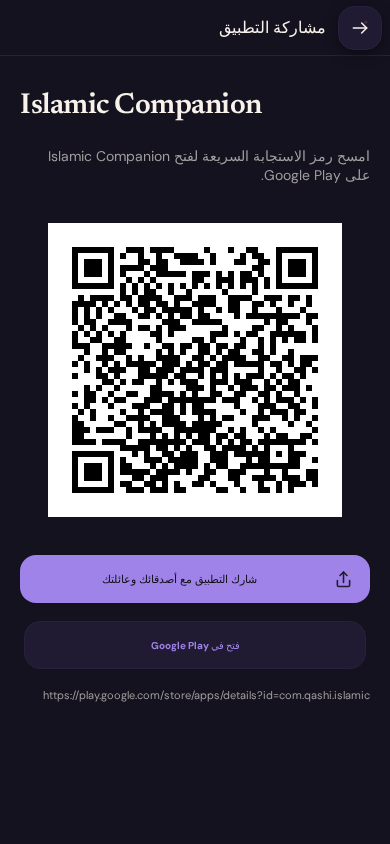 مشاركة التطبيق
Islamic Companion
امسح رمز الاستجابة السريعة لفتح Islamic Companion
على Google Play.
شارك التطبيق مع أصدقائك وعائلتك
فتح في Google Play
https://play.google.com/store/apps/details?id=com.qashi.islamic